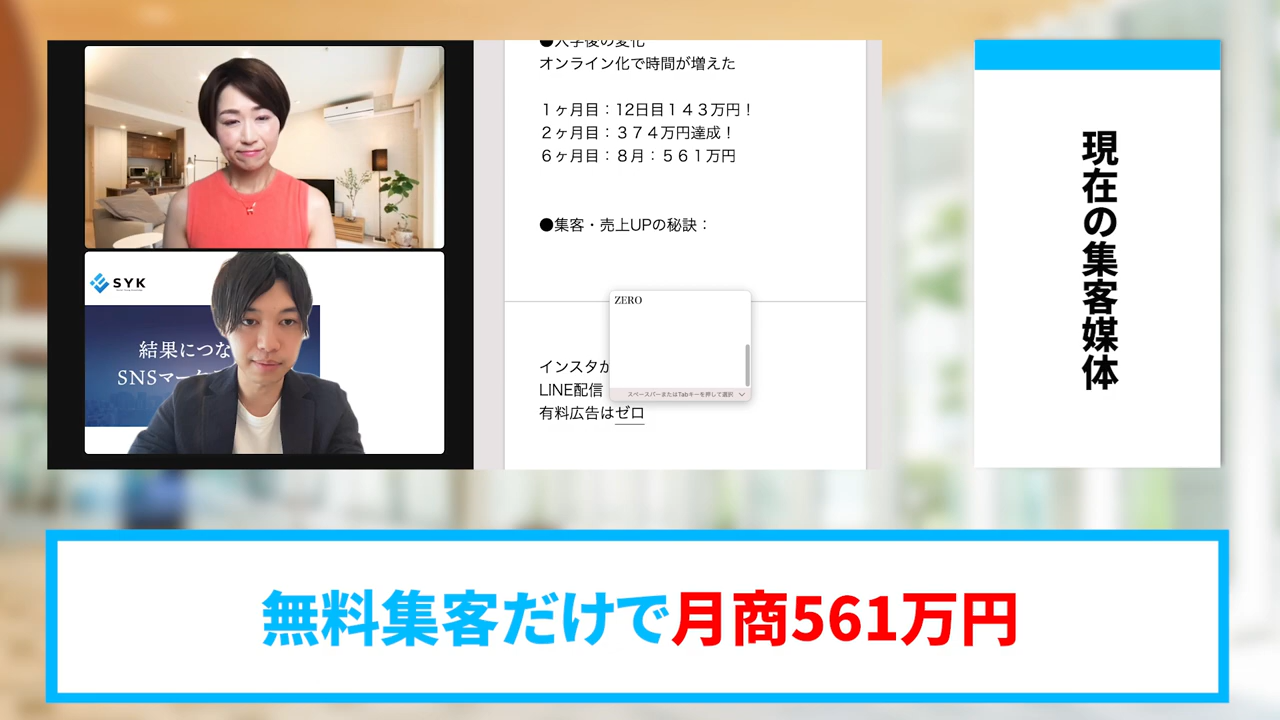 SYK
結果につな
SNSマーケ
●入学後の変化
オンライン化で時間が増えた
１ヶ月目：12日目１４３万円！
２ヶ月目：３７４万円達成！
６ヶ月目：８月：５６１万円
●集客・売上UPの秘訣：
ZERO
スペースバーまたはTabキーを押して選択
インスタか
LINE配信
有料広告はゼロ
現在の集客媒体
無料集客だけで月商561万円